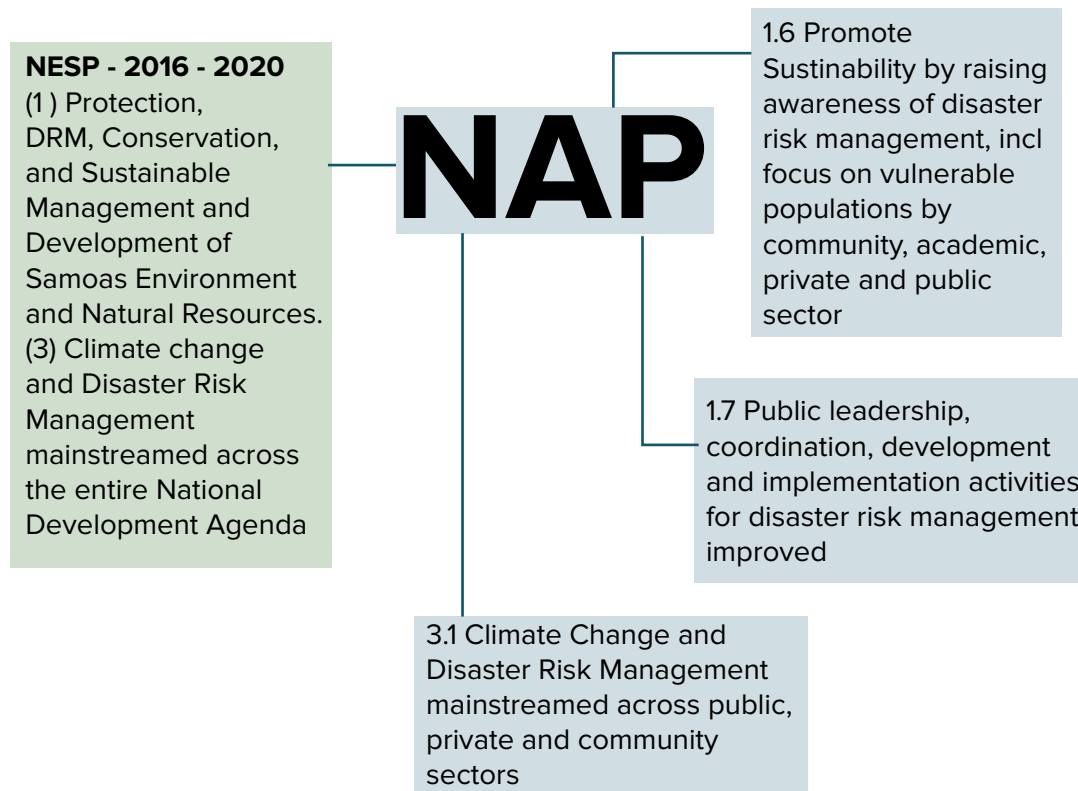 NESP - 2016 - 2020
(1 ) Protection,
DRM, Conservation,
and Sustainable
Management and
Development of
Samoas Environment
and Natural Resources.
(3) Climate change
and Disaster Risk
Management
mainstreamed across
the entire National
Development Agenda
NAP
1.6 Promote
Sustinability by raising
awareness of disaster
risk management, incl
focus on vulnerable
populations by
community, academic,
private and public
sector
1.7 Public leadership,
coordination, development
and implementation activities
for disaster risk management
improved
3.1 Climate Change and
Disaster Risk Management
mainstreamed across public,
private and community
sectors